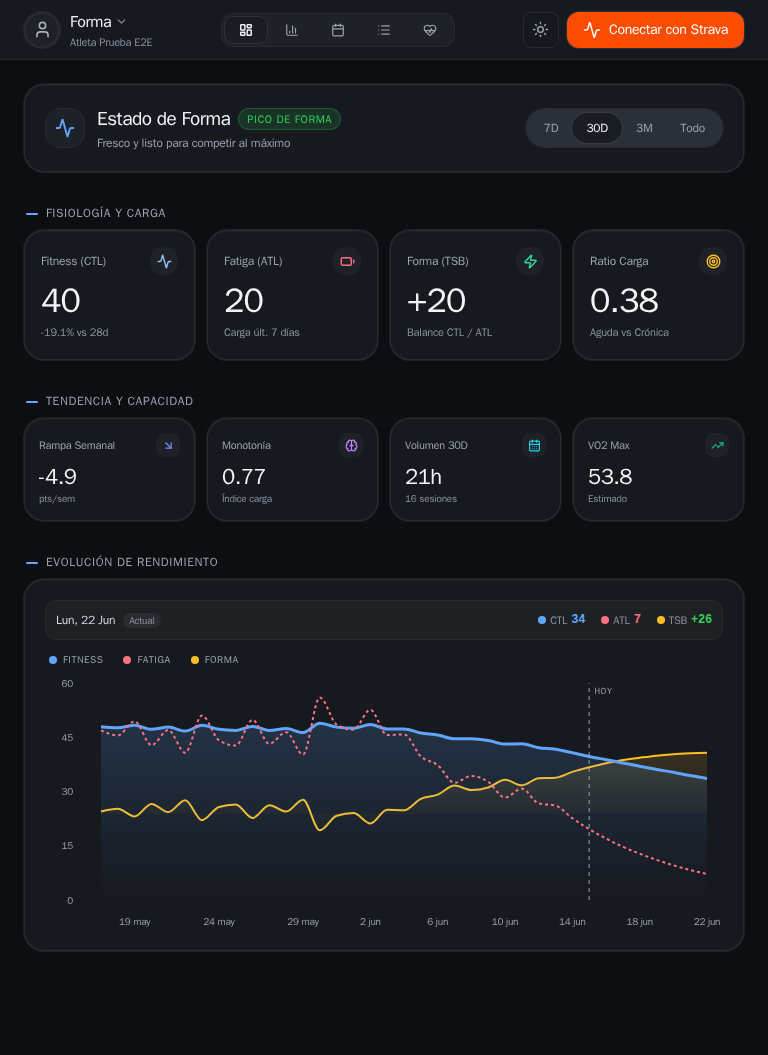 Forma
Atleta Prueba E2E
Conectar con Strava
Estado de Forma PICO DE FORMA
Fresco y listo para competir al máximo
7D 30D 3M Todo
FISIOLOGÍA Y CARGA
Fitness (CTL)
40
-19.1% vs 28d
Fatiga (ATL)
20
Carga últ. 7 días
Forma (TSB)
+20
Balance CTL / ATL
Ratio Carga
0.38
Aguda vs Crónica
TENDENCIA Y CAPACIDAD
Rampa Semanal
-4.9
pts/sem
Monotonía
0.77
Índice carga
Volumen 30D
21h
16 sesiones
VO2 Max
53.8
Estimado
EVOLUCIÓN DE RENDIMIENTO
Lun, 22 Jun Actual CTL 34 ATL 7 TSB +26
FITNESS FATIGA FORMA
60
HOY
45
30
15
0
19 may 24 may 29 may 2 jun 6 jun 10 jun 14 jun 18 jun 22 jun